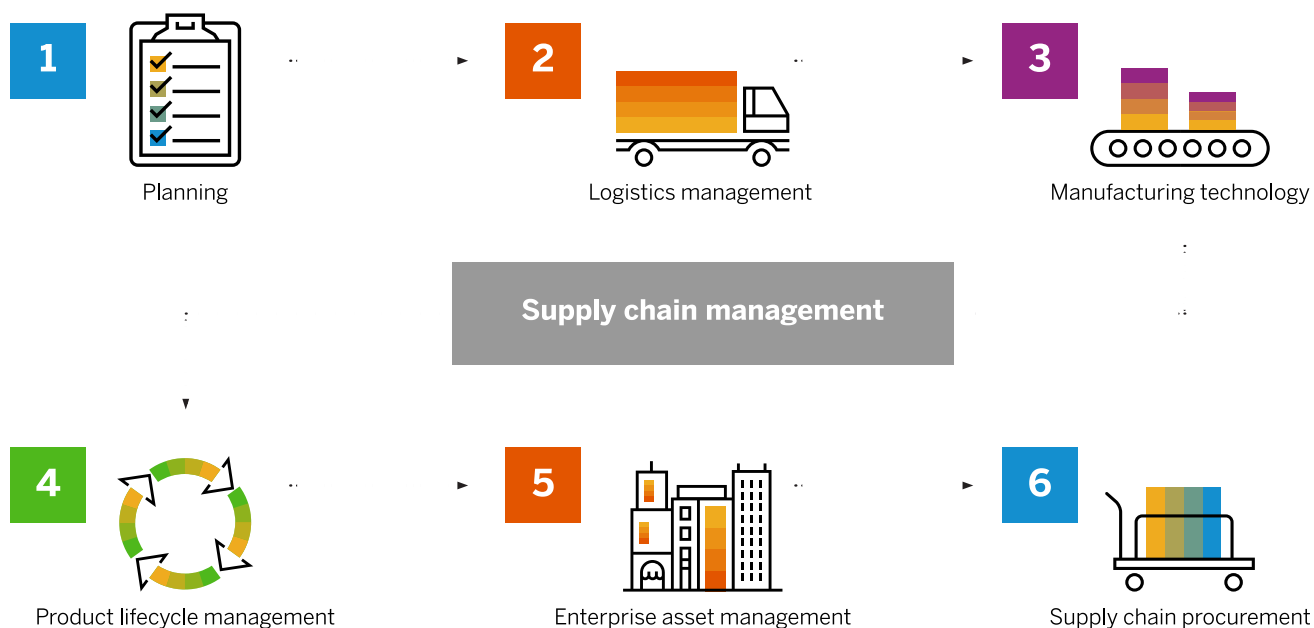 1
2
3
Planning
Logistics management
Manufacturing technology
Supply chain management
4
5
6
Product lifecycle management
Enterprise asset management
Supply chain procurement